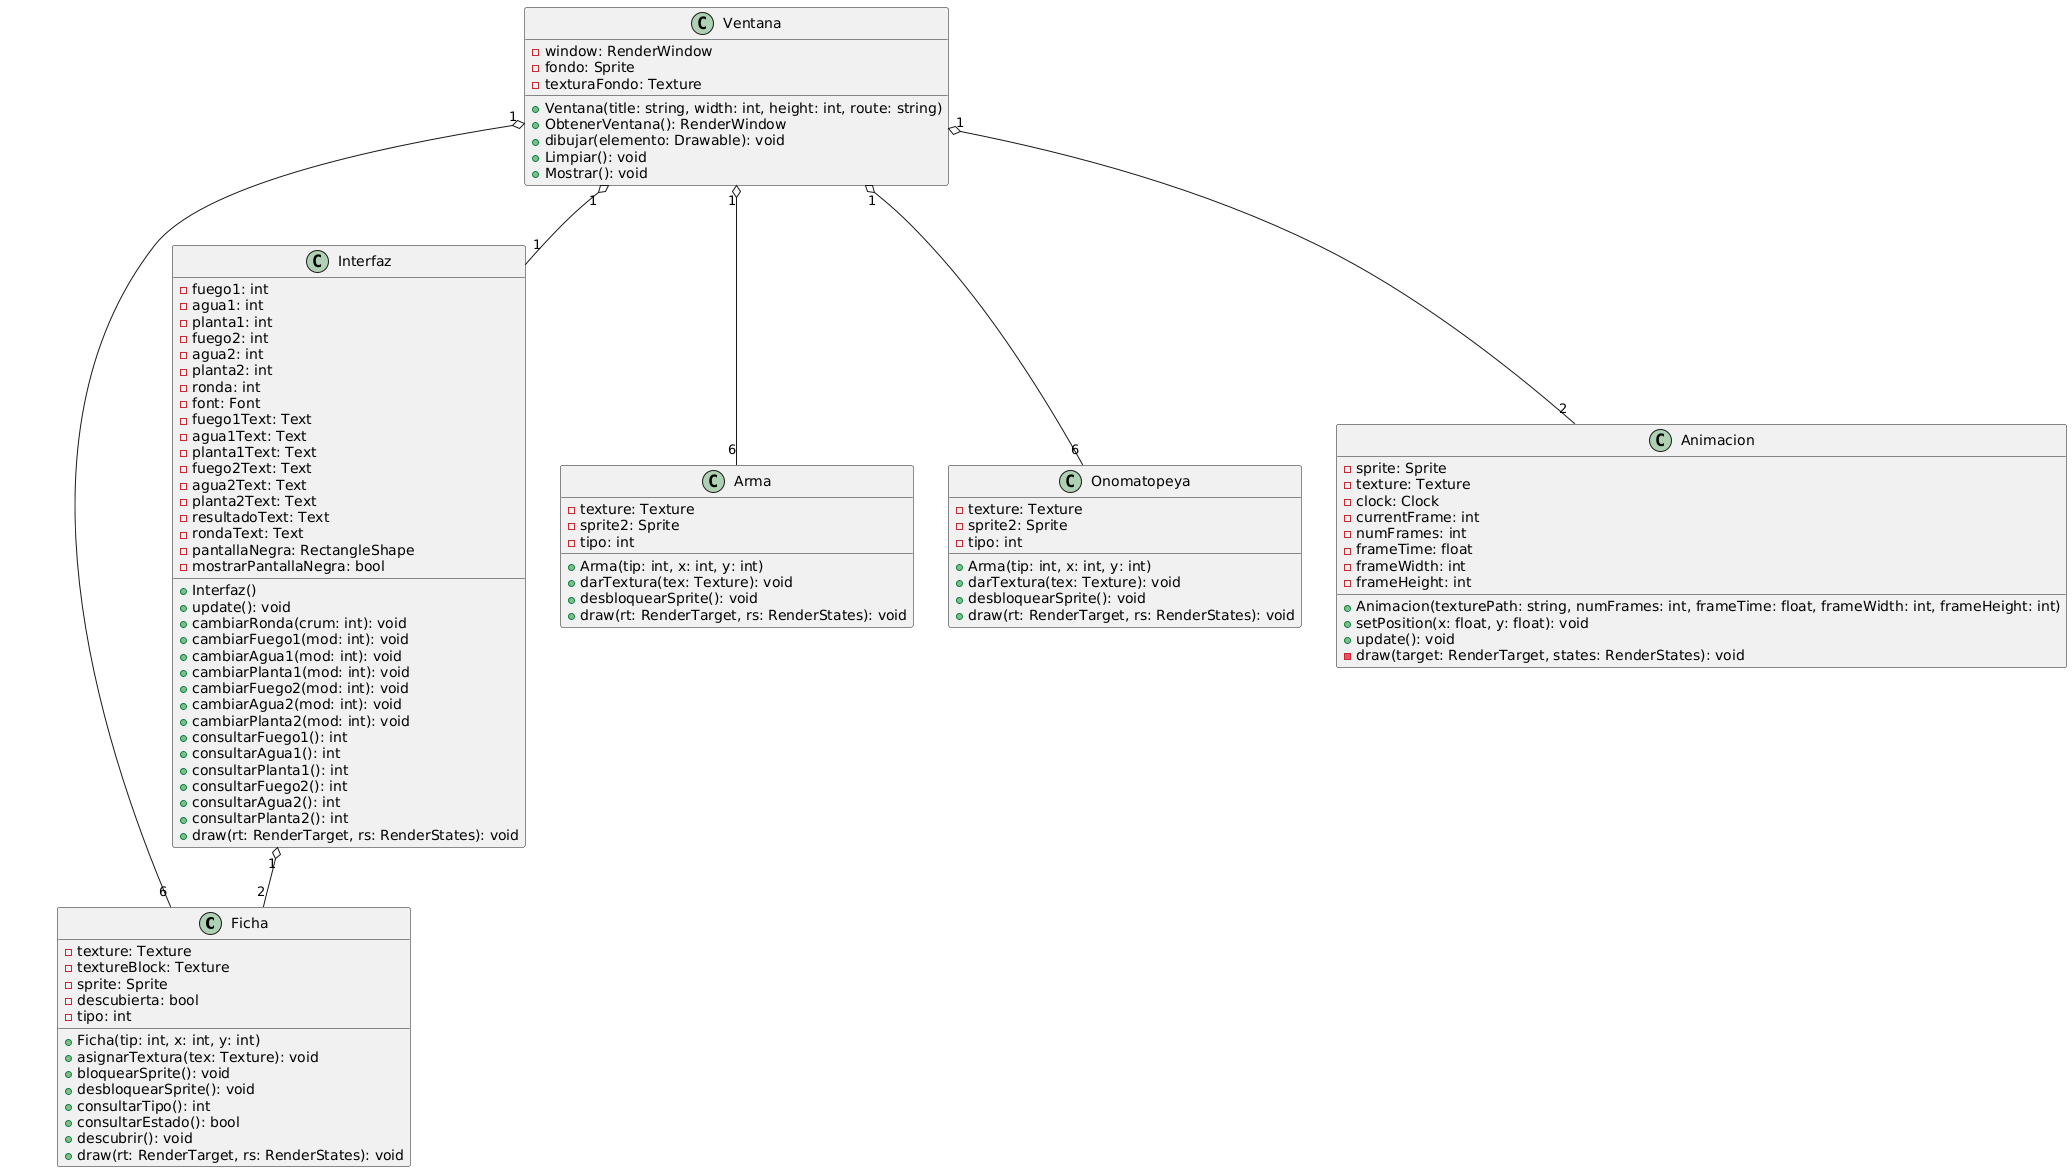 C Ventana
window: RenderWindow
fondo: Sprite
texturaFondo: Texture
Ventana(title: string, width: int, height: int, route: string)
ObtenerVentana(): RenderWindow
dibujar(elemento: Drawable): void
Limpiar(): void
Mostrar(): void
1
1
1
1
1
1
C Interfaz
fuego1: int
agua1: int
planta1: int
fuego2: int
agua2: int
planta2: int
ronda: int
font: Font
fuego1Text: Text
agua1Text: Text
planta1Text: Text
fuego2Text: Text
agua2Text: Text
planta2Text: Text
resultadoText: Text
rondaText: Text
pantallaNegra: RectangleShape
mostrarPantallaNegra: bool
Interfaz()
update(): void
cambiarRonda(crum: int): void
cambiarFuego1(mod: int): void
cambiarAgua1(mod: int): void
cambiarPlanta1(mod: int): void
cambiarFuego2(mod: int): void
cambiarAgua2(mod: int): void
cambiarPlanta2(mod: int): void
consultarFuego1(): int
consultarAgua1(): int
consultarPlanta1(): int
consultarFuego2(): int
consultarAgua2(): int
consultarPlanta2(): int
draw(rt: RenderTarget, rs: RenderStates): void
6
C Arma
texture: Texture
sprite2: Sprite
tipo: int
Arma(tip: int, x: int, y: int)
darTextura(tex: Texture): void
desbloquearSprite(): void
draw(rt: RenderTarget, rs: RenderStates): void
6
C Onomatopeya
texture: Texture
sprite2: Sprite
tipo: int
Arma(tip: int, x: int, y: int)
darTextura(tex: Texture): void
desbloquearSprite(): void
draw(rt: RenderTarget, rs: RenderStates): void
2
C Animacion
sprite: Sprite
texture: Texture
clock: Clock
currentFrame: int
numFrames: int
frameTime: float
frameWidth: int
frameHeight: int
Animacion(texturePath: string, numFrames: int, frameTime: float, frameWidth: int, frameHeight: int)
setPosition(x: float, y: float): void
update(): void
draw(target: RenderTarget, states: RenderStates): void
1
6
2
C Ficha
texture: Texture
textureBlock: Texture
sprite: Sprite
descubierta: bool
tipo: int
Ficha(tip: int, x: int, y: int)
asignarTextura(tex: Texture): void
bloquearSprite(): void
desbloquearSprite(): void
consultarTipo(): int
consultarEstado(): bool
descubrir(): void
draw(rt: RenderTarget, rs: RenderStates): void